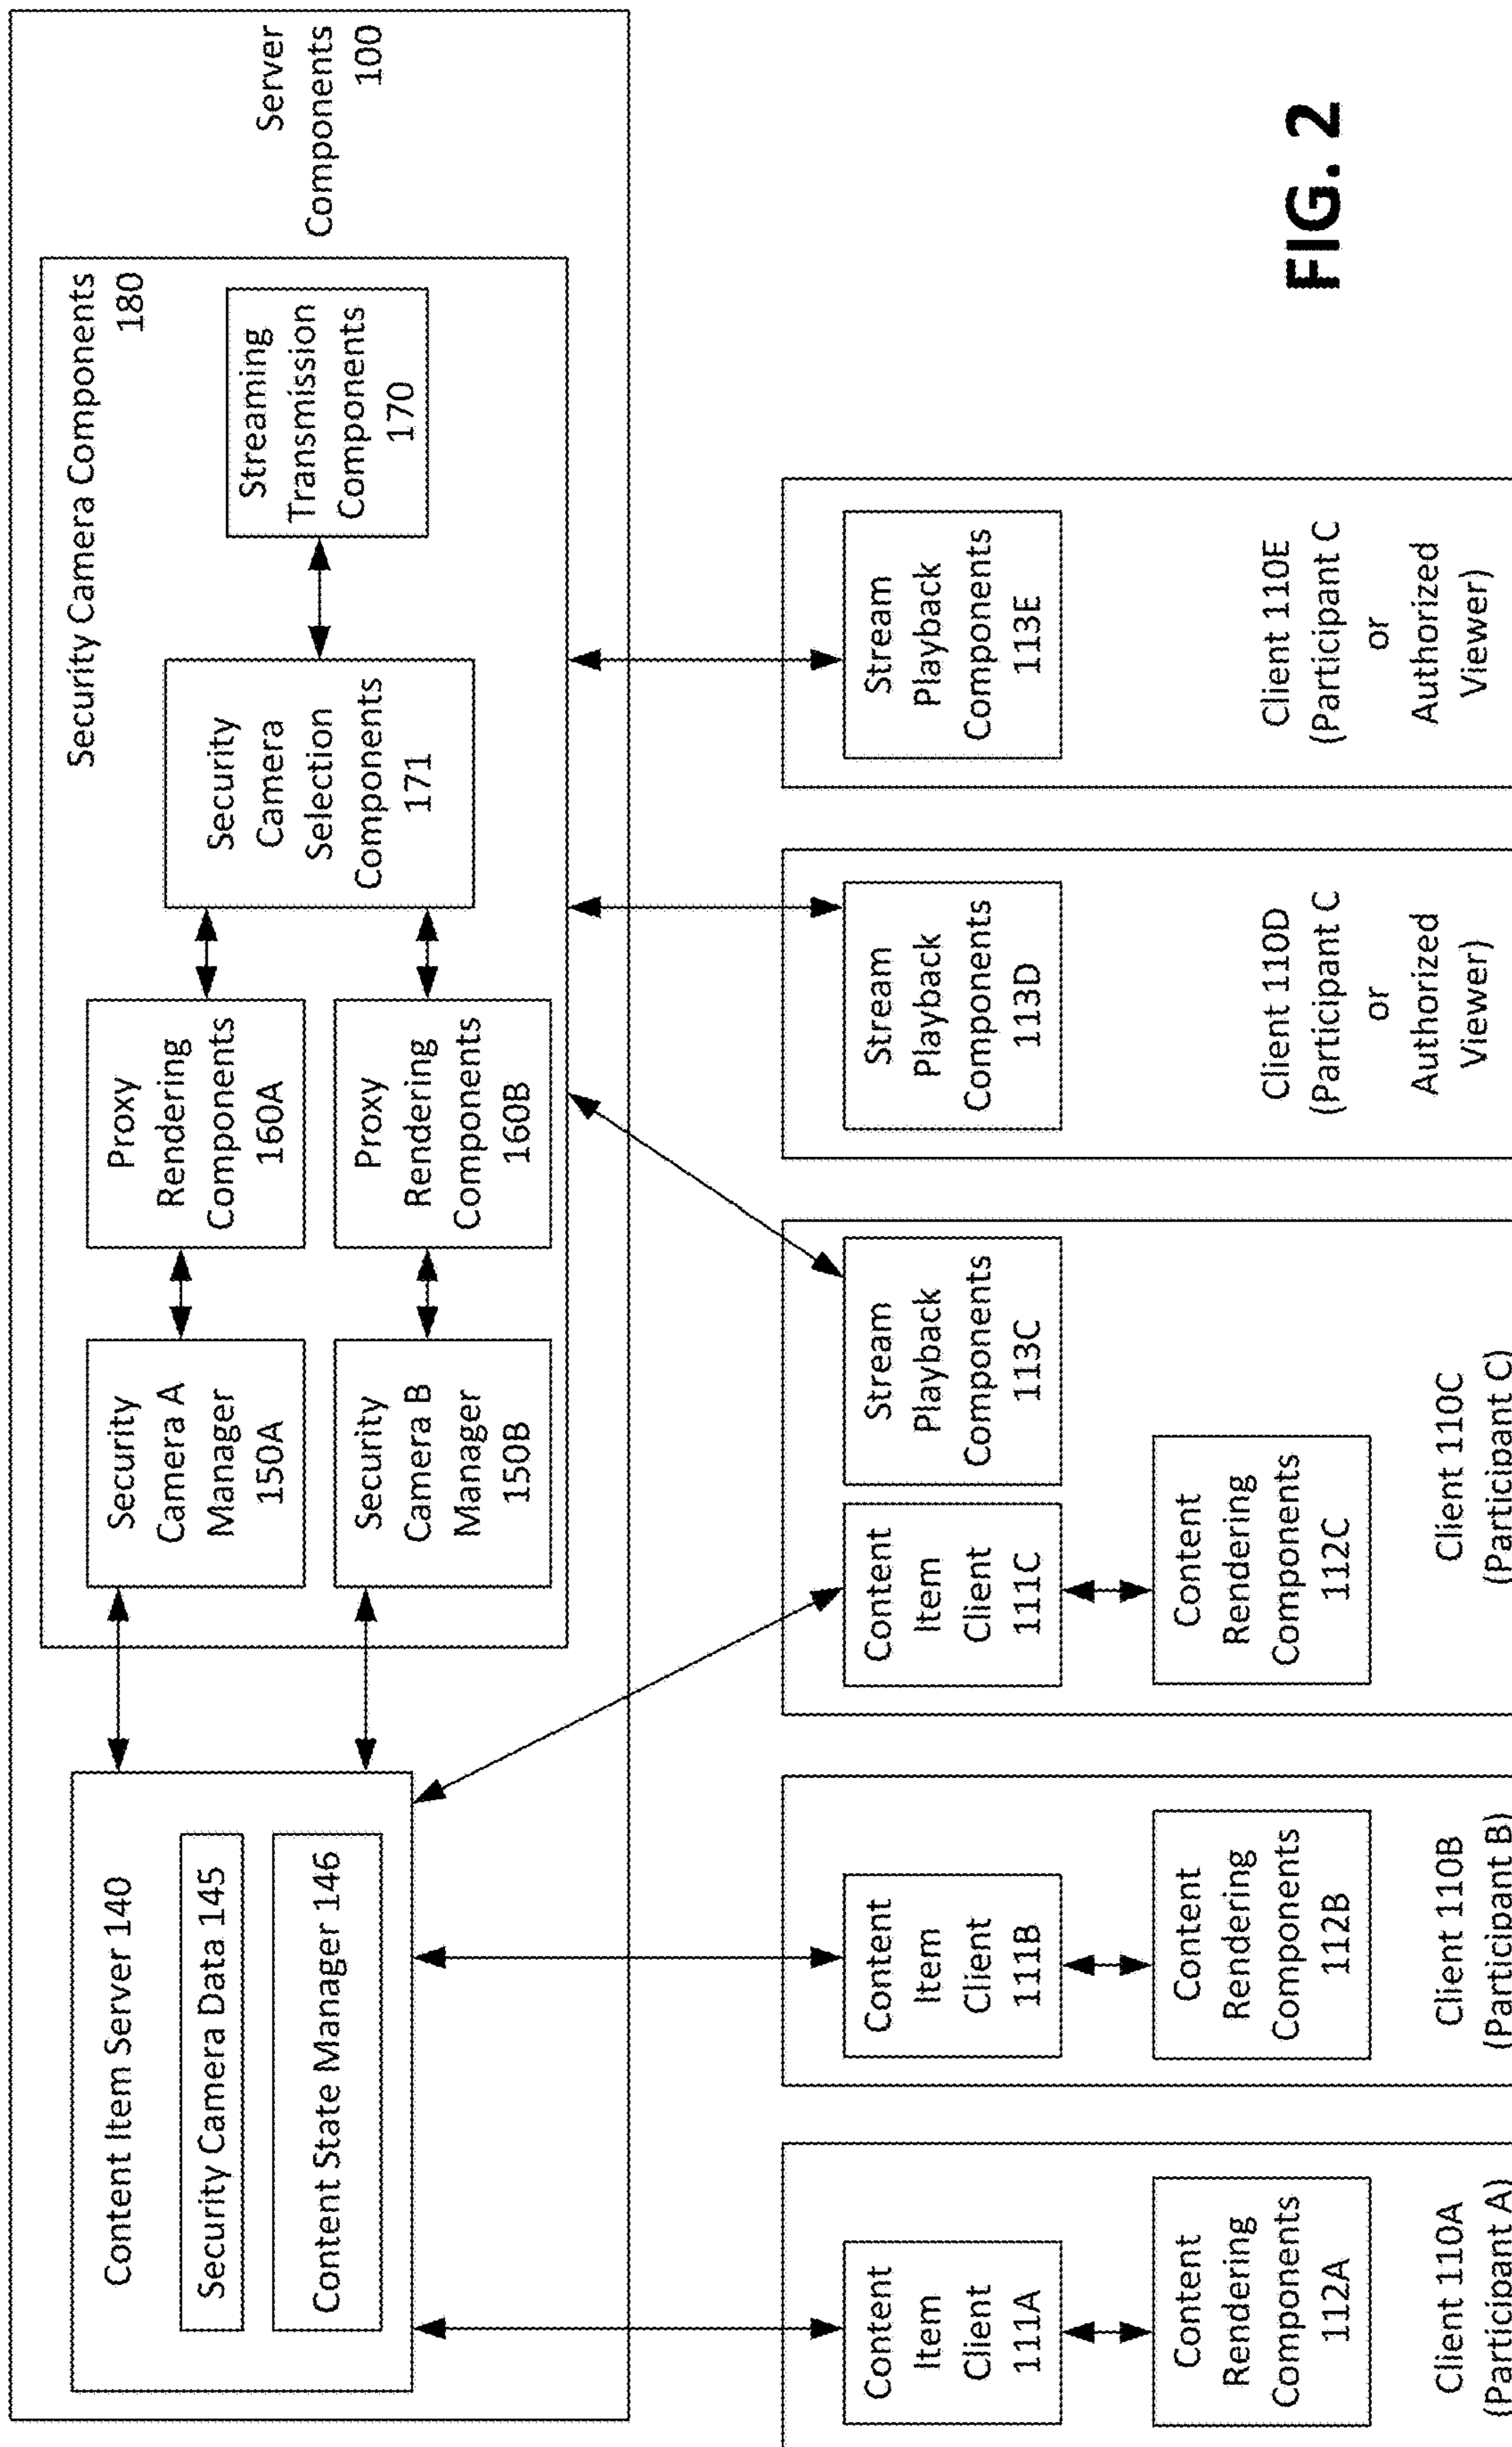 Server
Components
100
Content Item Server 140
Security Camera Data 145
Content State Manager 146
Security Camera Components
180
Security
Camera A
Manager
150A
Proxy
Rendering
Components
160A
Security
Camera B
Manager
150B
Proxy
Rendering
Components
160B
Security
Camera
Selection
Components
171
Streaming
Transmission
Components
170
Content
Item
Client
111A
Content
Rendering
Components
112A
Client 110A
(Participant A)
Content
Item
Client
111B
Content
Rendering
Components
112B
Client 110B
(Participant B)
Content
Item
Client
111C
Stream
Playback
Components
113C
Content
Rendering
Components
112C
Client 110C
(Participant C)
Stream
Playback
Components
113D
Client 110D
(Participant C
or
Authorized
Viewer)
Stream
Playback
Components
113E
Client 110E
(Participant C
or
Authorized
Viewer)
FIG. 2